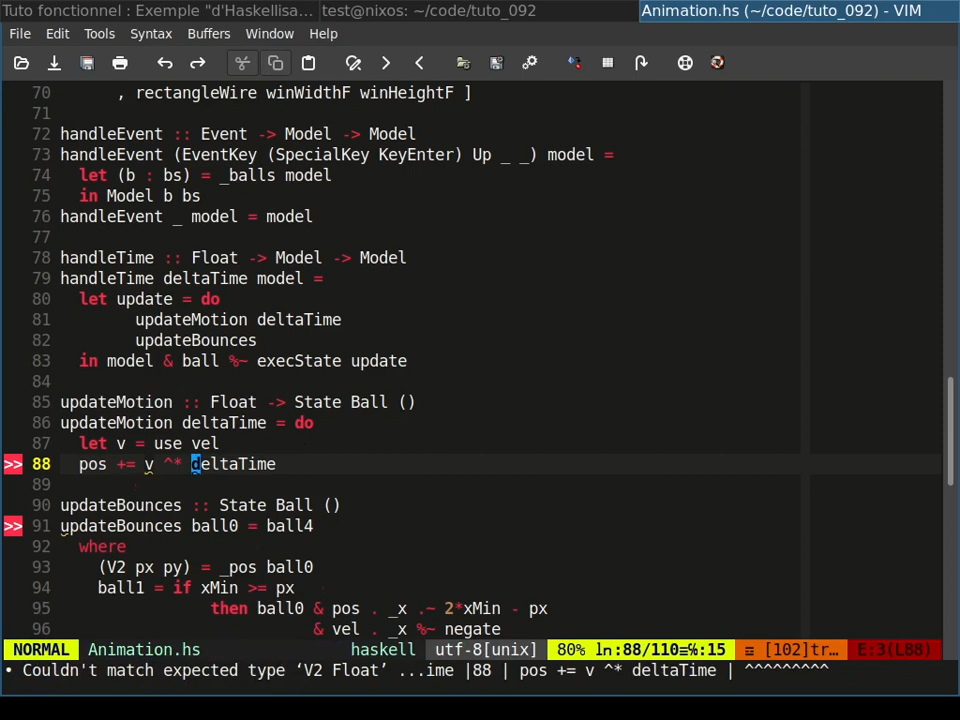 Tuto fonctionnel : Exemple "d'Haskellisa... test@nixos: ~/code/tuto_092 Animation.hs (~/code/tuto_092) - VIM
File Edit Tools Syntax Buffers Window Help
70 , rectangleWire winWidthF winHeightF ]
71
72 handleEvent :: Event -> Model -> Model
73 handleEvent (EventKey (SpecialKey KeyEnter) Up _ _) model =
74 let (b : bs) = _balls model
75 in Model b bs
76 handleEvent _ model = model
77
78 handleTime :: Float -> Model -> Model
79 handleTime deltaTime model =
80 let update = do
81 updateMotion deltaTime
82 updateBounces
83 in model & ball %~ execState update
84
85 updateMotion :: Float -> State Ball ()
86 updateMotion deltaTime = do
87 let v = use vel
>> 88 pos += v ^* deltaTime
89
90 updateBounces :: State Ball ()
>> 91 updateBounces ball0 = ball4
92 where
93 (V2 px py) = _pos ball0
94 ball1 = if xMin >= px
95 then ball0 & pos . _x .~ 2*xMin - px
96 & vel . _x %~ negate
NORMAL Animation.hs haskell utf-8[unix] 80% ln:88/110≡℅:15 ☲ [102]tr... E:3(L88)
• Couldn't match expected type ‘V2 Float’ ...ime |88 | pos += v ^* deltaTime | ^^^^^^^^^